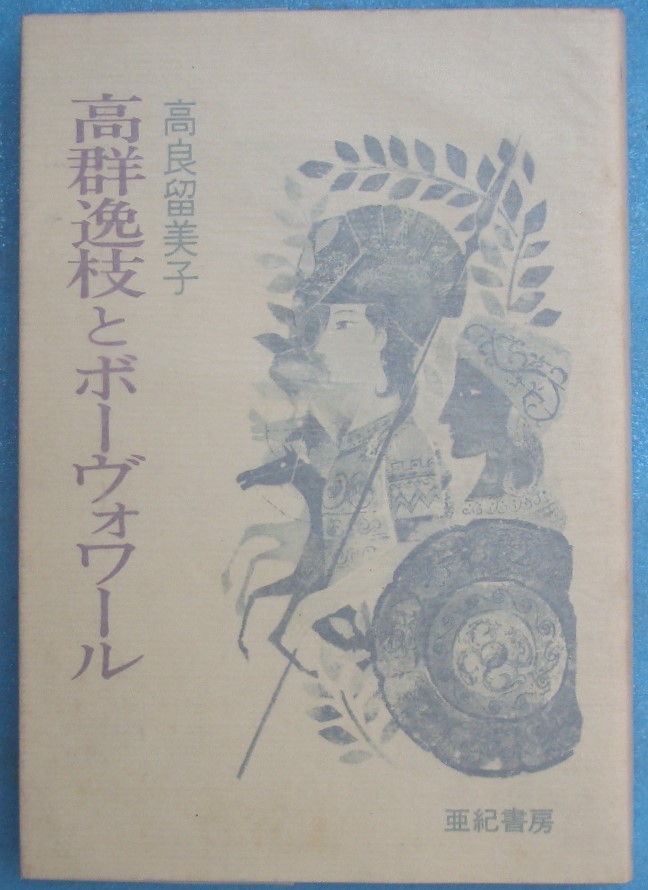 高良留美子
高群逸枝とボーヴォワール
亜紀書房